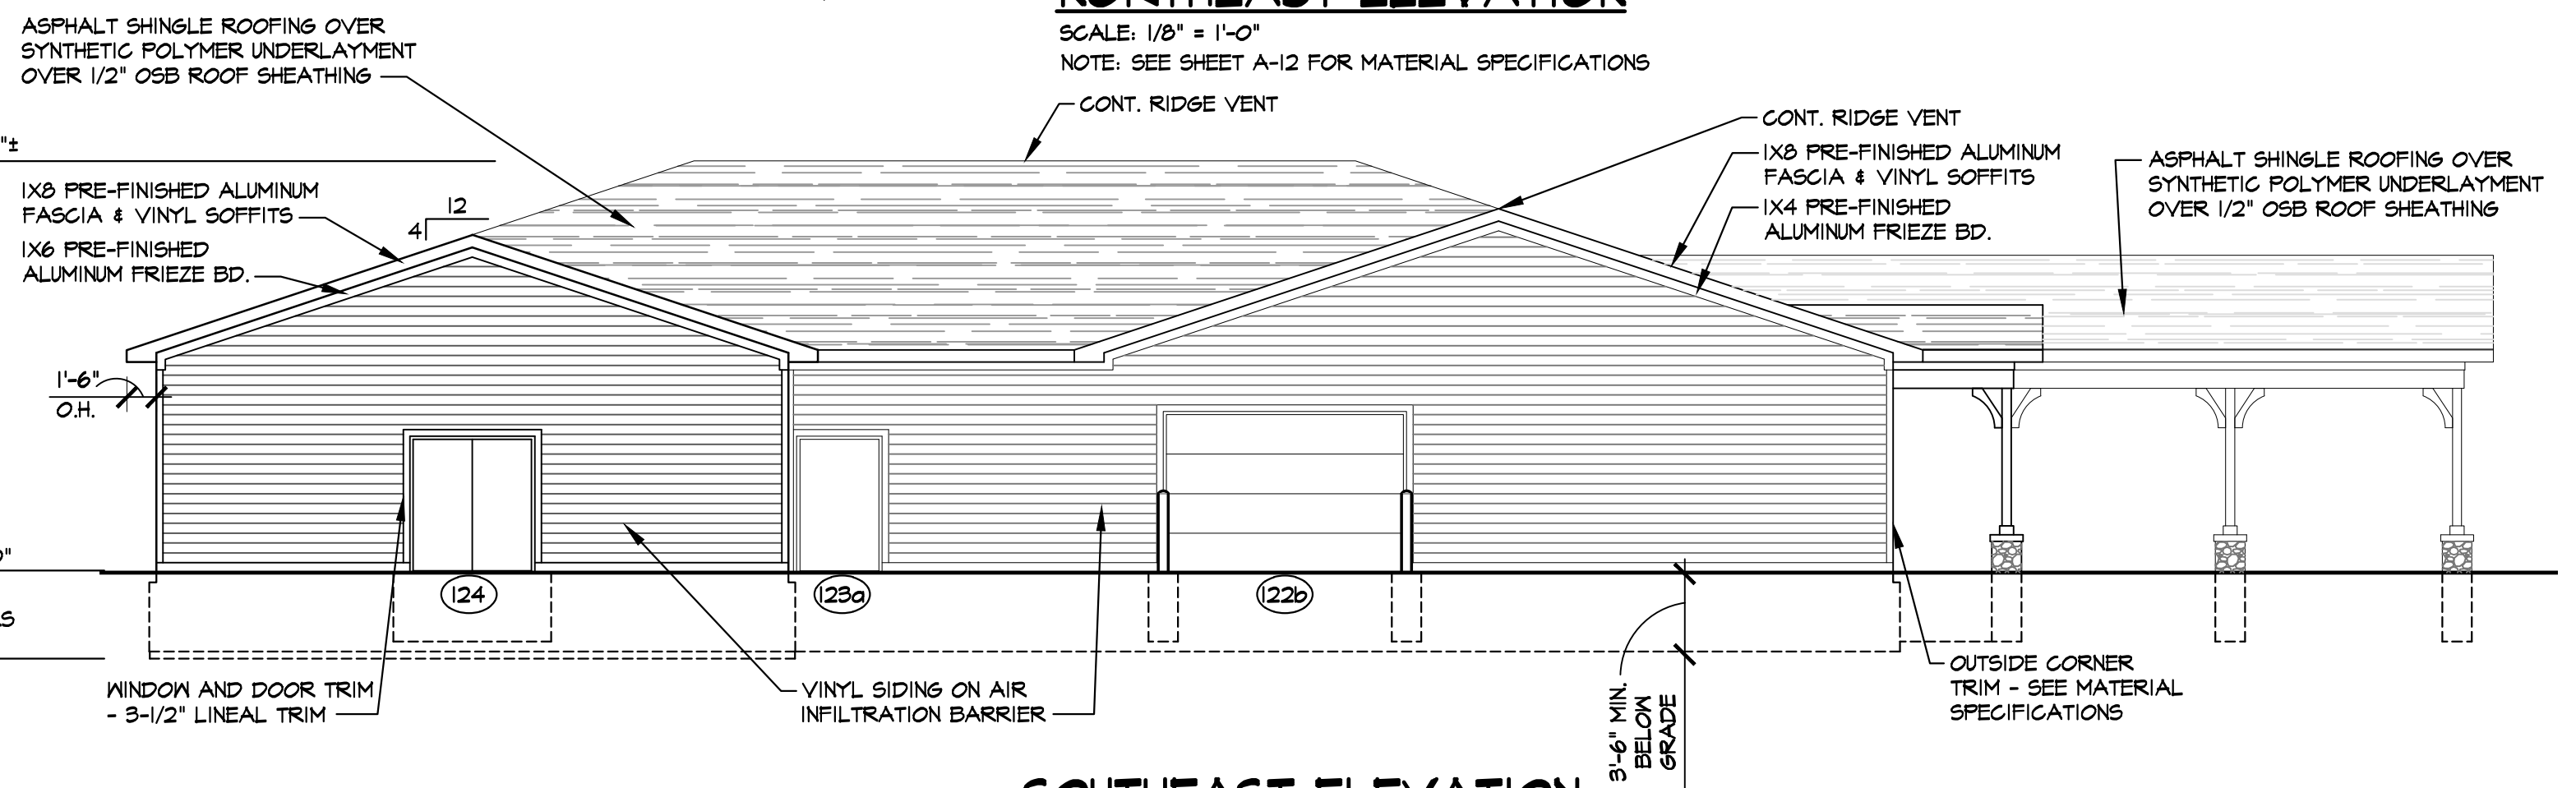 NORTHEAST ELEVATION
SCALE: 1/8" = 1'-0"
NOTE: SEE SHEET A-12 FOR MATERIAL SPECIFICATIONS
ASPHALT SHINGLE ROOFING OVER
SYNTHETIC POLYMER UNDERLAYMENT
OVER 1/2" OSB ROOF SHEATHING
"±
1X8 PRE-FINISHED ALUMINUM
FASCIA & VINYL SOFFITS
1X6 PRE-FINISHED
ALUMINUM FRIEZE BD.
12
4
CONT. RIDGE VENT
CONT. RIDGE VENT
1X8 PRE-FINISHED ALUMINUM
FASCIA & VINYL SOFFITS
1X4 PRE-FINISHED
ALUMINUM FRIEZE BD.
ASPHALT SHINGLE ROOFING OVER
SYNTHETIC POLYMER UNDERLAYMENT
OVER 1/2" OSB ROOF SHEATHING
1'-6"
O.H.
124
123a
122b
WINDOW AND DOOR TRIM
- 3-1/2" LINEAL TRIM
VINYL SIDING ON AIR
INFILTRATION BARRIER
3'-6" MIN.
BELOW
GRADE
OUTSIDE CORNER
TRIM - SEE MATERIAL
SPECIFICATIONS
SOUTHEAST ELEVATION